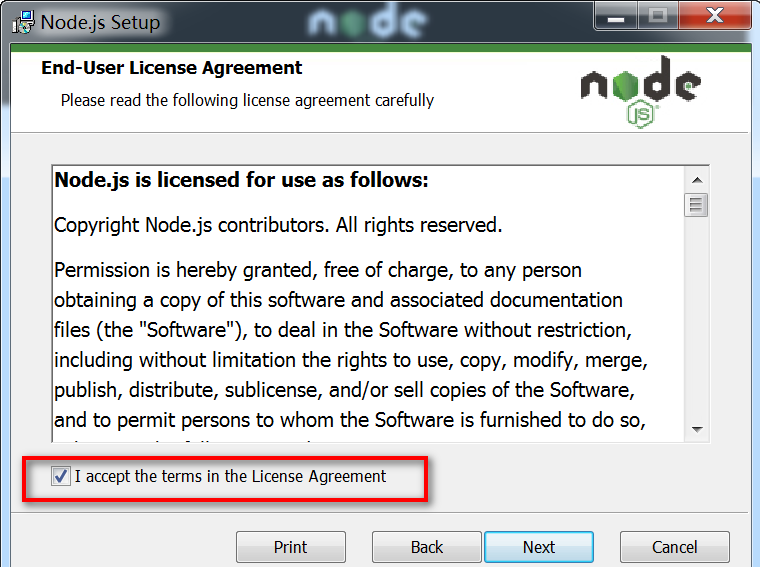 Node.js Setup
node
End-User License Agreement
Please read the following license agreement carefully
node
JS
Node.js is licensed for use as follows:
Copyright Node.js contributors. All rights reserved.
Permission is hereby granted, free of charge, to any person
obtaining a copy of this software and associated documentation
files (the "Software"), to deal in the Software without restriction,
including without limitation the rights to use, copy, modify, merge,
publish, distribute, sublicense, and/or sell copies of the Software,
and to permit persons to whom the Software is furnished to do so,
I accept the terms in the License Agreement
Print
Back
Next
Cancel